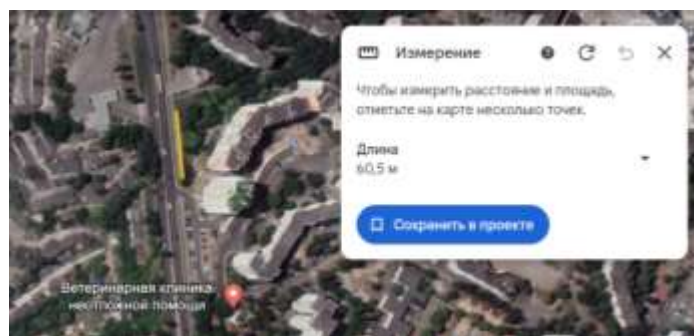 Измерение
Чтобы измерить расстояние и площадь,
отметьте на карте несколько точек.
Длина
60,5 м
Сохранить в проекте
Ветеринарная клиника
неотложной помощи